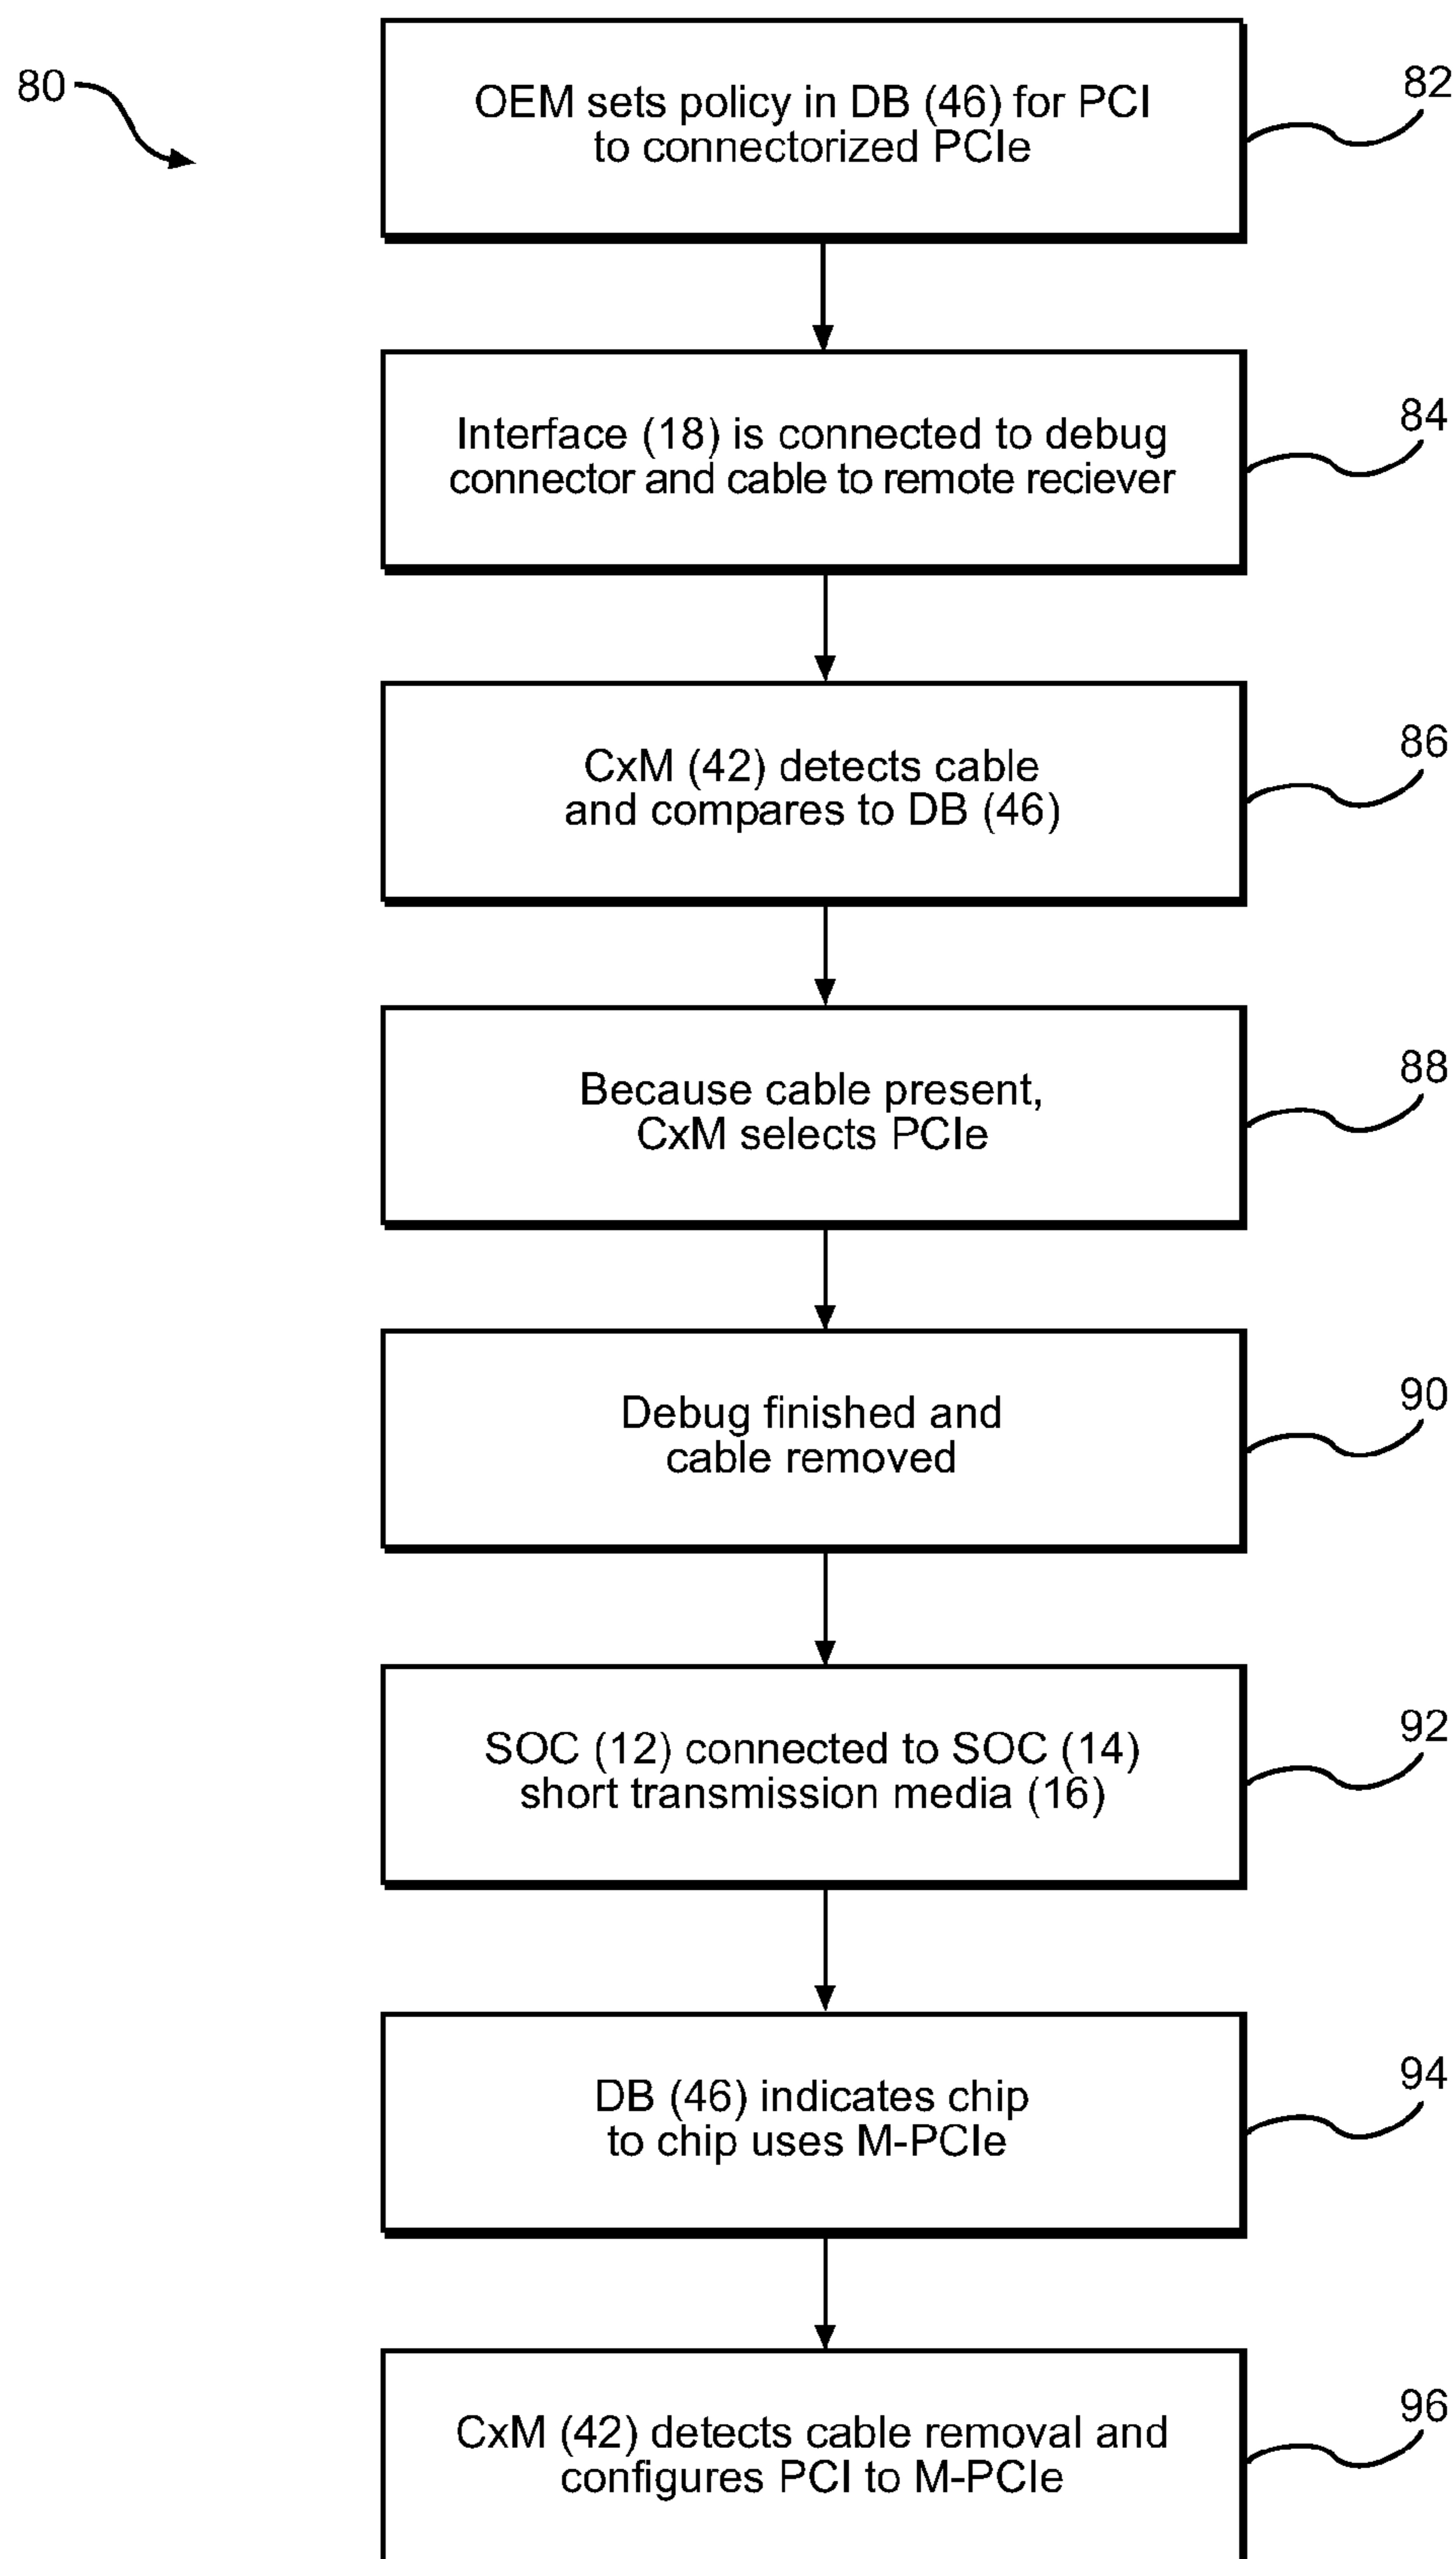 80
OEM sets policy in DB (46) for PCI
to connectorized PCIe
82
Interface (18) is connected to debug
connector and cable to remote reciever
84
CxM (42) detects cable
and compares to DB (46)
86
Because cable present,
CxM selects PCIe
88
Debug finished and
cable removed
90
SOC (12) connected to SOC (14)
short transmission media (16)
92
DB (46) indicates chip
to chip uses M-PCIe
94
CxM (42) detects cable removal and
configures PCI to M-PCIe
96